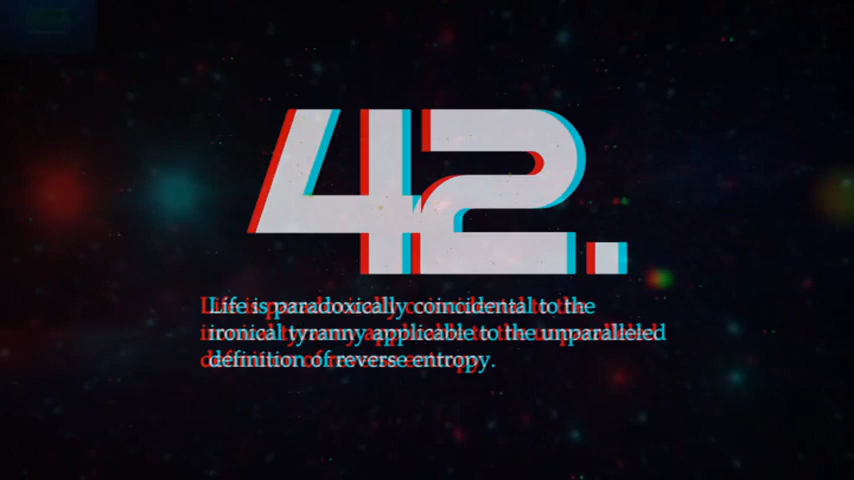 42.
Life is paradoxically coincidental to the
ironical tyranny applicable to the unparalleled
definition of reverse entropy.